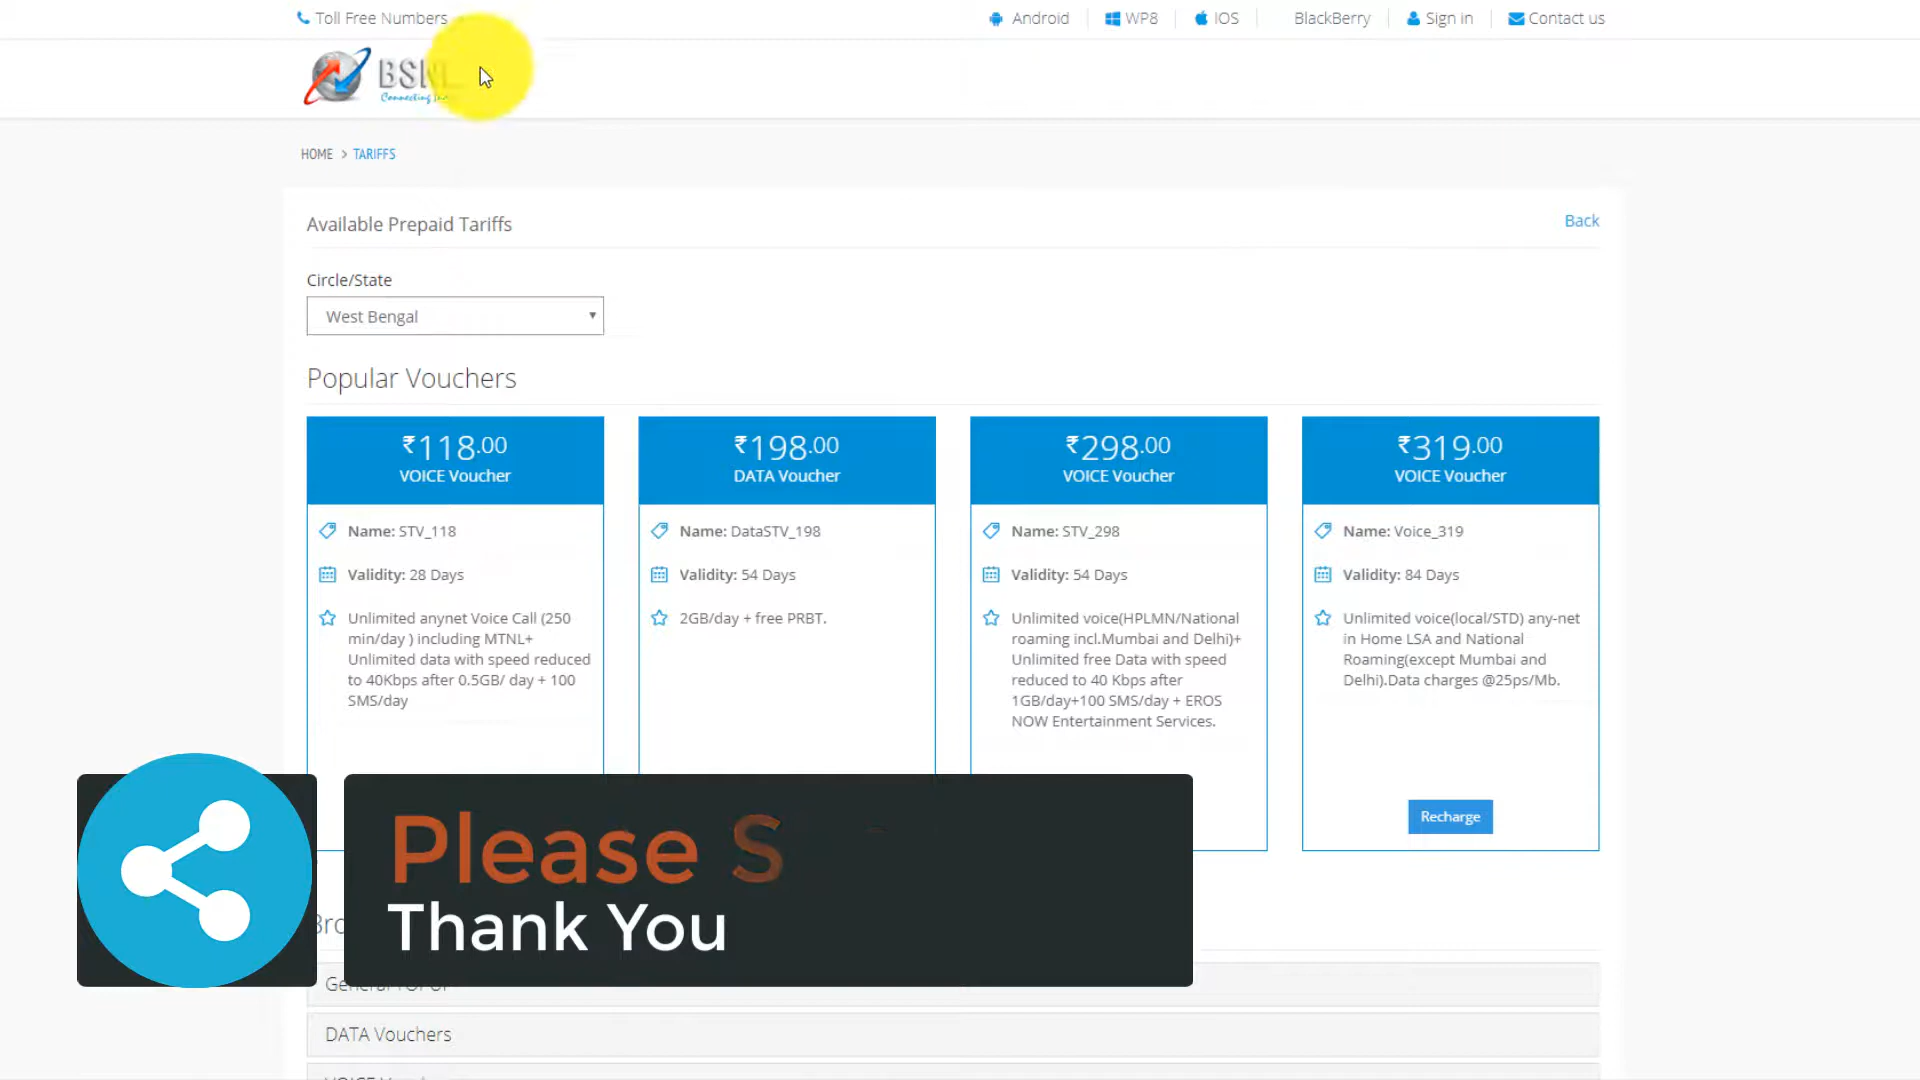 Toll Free Numbers
Android
WP8
IOS
BlackBerry
Sign in
Contact us
BSNL
Connecting
HOME > TARIFFS
Available Prepaid Tariffs
Back
Circle/State
West Bengal
Popular Vouchers
₹118.00
VOICE Voucher
Name: STV_118
Validity: 28 Days
Unlimited anynet Voice Call (250
min/day ) including MTNL+
Unlimited data with speed reduced
to 40Kbps after 0.5GB/ day + 100
SMS/day
₹198.00
DATA Voucher
Name: DataSTV_198
Validity: 54 Days
2GB/day + free PRBT.
₹298.00
VOICE Voucher
Name: STV_298
Validity: 54 Days
Unlimited voice(HPLMN/National
roaming incl.Mumbai and Delhi)+
Unlimited free Data with speed
reduced to 40 Kbps after
1GB/day+100 SMS/day + EROS
NOW Entertainment Services.
₹319.00
VOICE Voucher
Name: Voice_319
Validity: 84 Days
Unlimited voice(local/STD) any-net
in Home LSA and National
Roaming(except Mumbai and
Delhi).Data charges @25ps/Mb.
Recharge
Please S
Thank You
DATA Vouchers